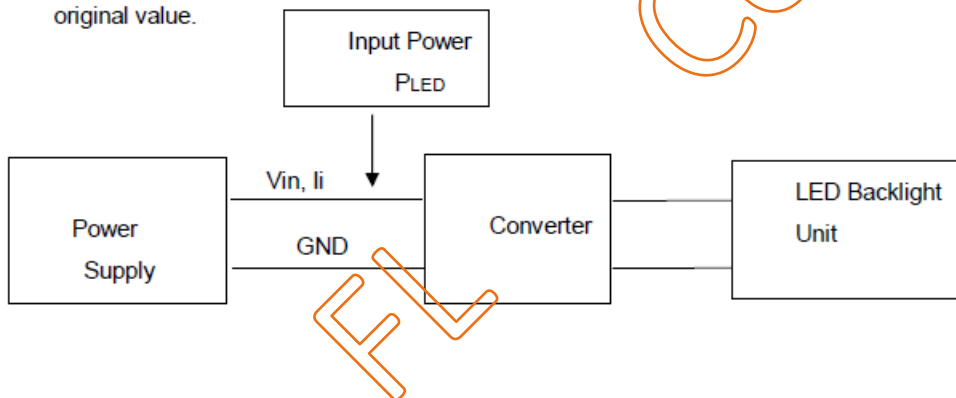 original value.
Input Power
PLED
Vin, Ii
GND
Power
Supply
Converter
LED Backlight
Unit